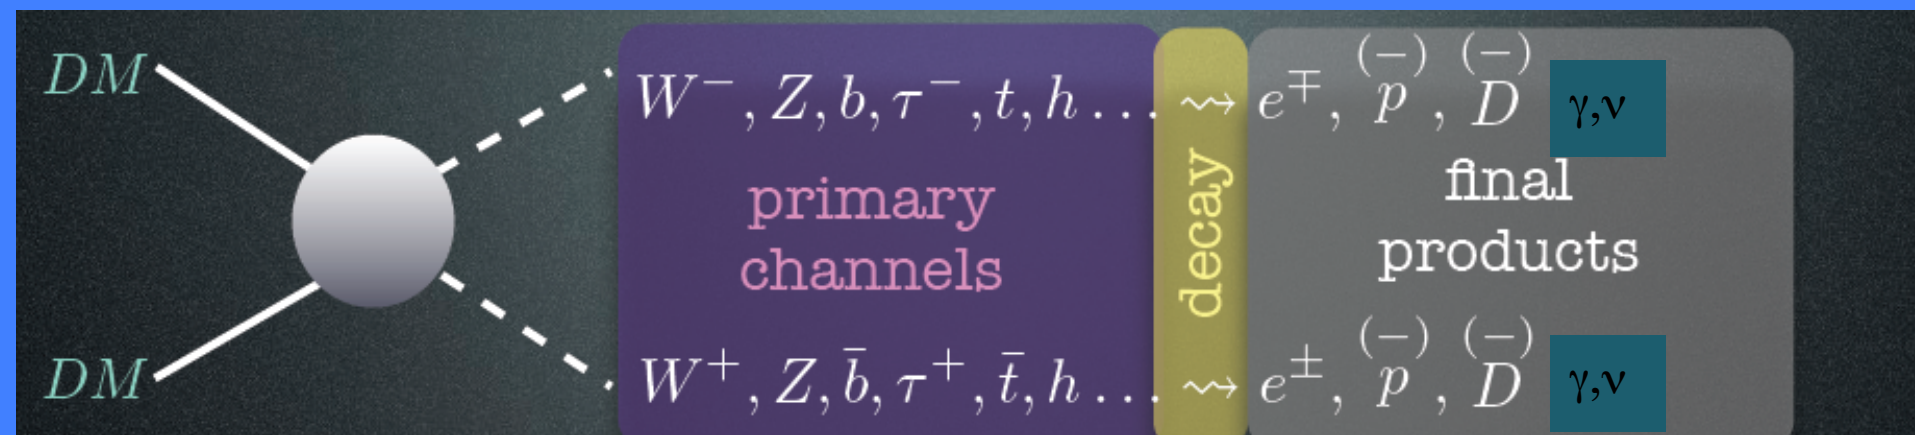 DM W⁻, Z, b, τ⁻, t, h ... ⇝ e^∓, (−)p, (−)D γ,ν
primary
channels
decay
final
products
DM W⁺, Z, b̄, τ⁺, t̄, h ... ⇝ e^±, (−)p, (−)D γ,ν